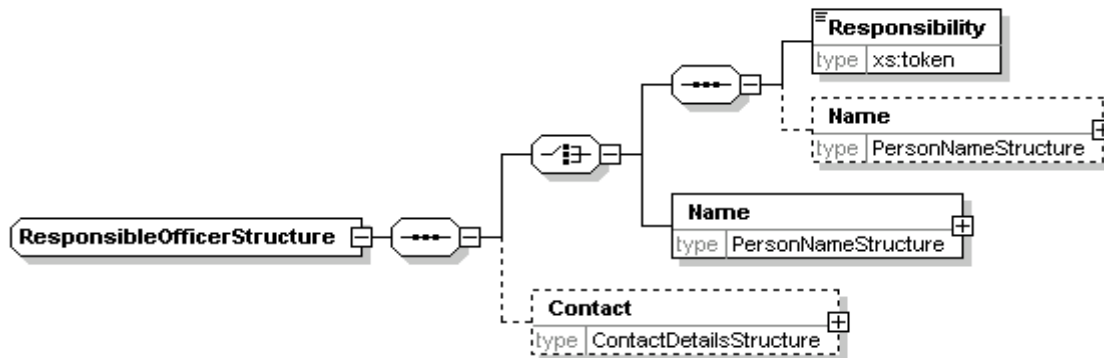 Responsibility
type xs:token
Name
type PersonNameStructure
Name
type PersonNameStructure
ResponsibleOfficerStructure
Contact
type ContactDetailsStructure